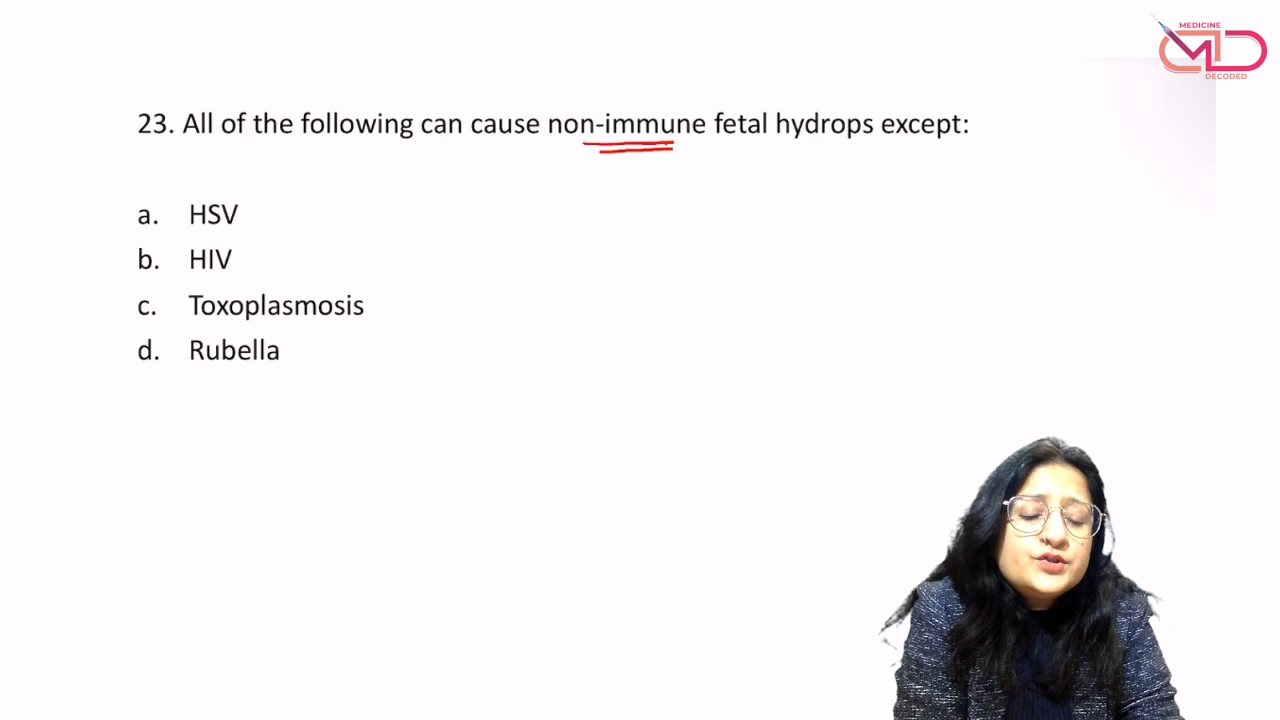 MEDICINE
DECODED
23. All of the following can cause non-immune fetal hydrops except:
a. HSV
b. HIV
c. Toxoplasmosis
d. Rubella